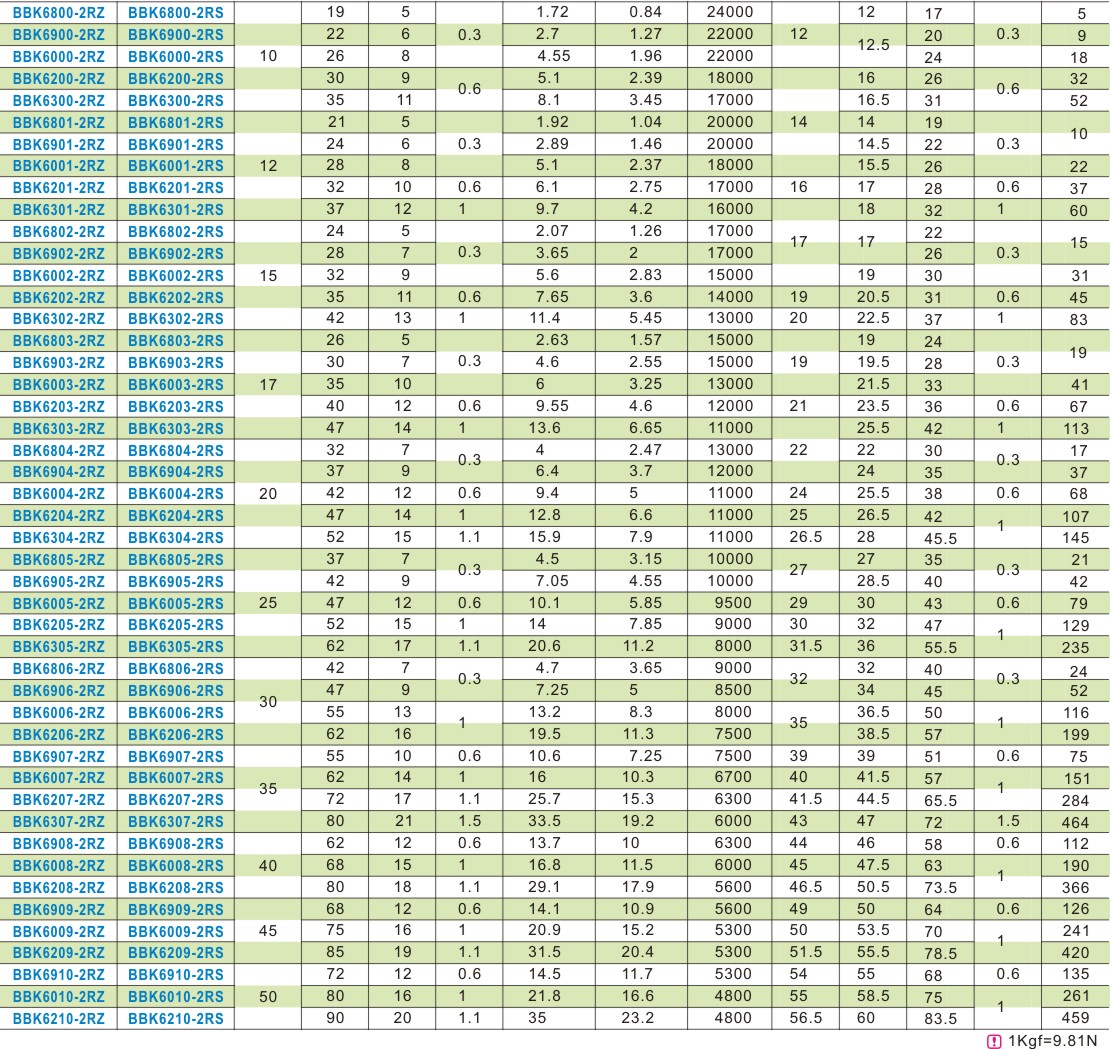 BBK6800-2RZ BBK6800-2RS 19 5 1.72 0.84 24000 12 17 5
BBK6900-2RZ BBK6900-2RS 22 6 0.3 2.7 1.27 22000 12 12.5 20 0.3 9
BBK6000-2RZ BBK6000-2RS 10 26 8 4.55 1.96 22000 24 18
BBK6200-2RZ BBK6200-2RS 30 9 0.6 5.1 2.39 18000 16 26 0.6 32
BBK6300-2RZ BBK6300-2RS 35 11 8.1 3.45 17000 16.5 31 52
BBK6801-2RZ BBK6801-2RS 21 5 1.92 1.04 20000 14 14 19 10
BBK6901-2RZ BBK6901-2RS 24 6 0.3 2.89 1.46 20000 14.5 22 0.3
BBK6001-2RZ BBK6001-2RS 12 28 8 5.1 2.37 18000 15.5 26 22
BBK6201-2RZ BBK6201-2RS 32 10 0.6 6.1 2.75 17000 16 17 28 0.6 37
BBK6301-2RZ BBK6301-2RS 37 12 1 9.7 4.2 16000 18 32 1 60
BBK6802-2RZ BBK6802-2RS 24 5 2.07 1.26 17000 17 17 22 15
BBK6902-2RZ BBK6902-2RS 28 7 0.3 3.65 2 17000 26 0.3
BBK6002-2RZ BBK6002-2RS 15 32 9 5.6 2.83 15000 19 30 31
BBK6202-2RZ BBK6202-2RS 35 11 0.6 7.65 3.6 14000 19 20.5 31 0.6 45
BBK6302-2RZ BBK6302-2RS 42 13 1 11.4 5.45 13000 20 22.5 37 1 83
BBK6803-2RZ BBK6803-2RS 26 5 2.63 1.57 15000 19 24 19
BBK6903-2RZ BBK6903-2RS 30 7 0.3 4.6 2.55 15000 19 19.5 28 0.3
BBK6003-2RZ BBK6003-2RS 17 35 10 6 3.25 13000 21.5 33 41
BBK6203-2RZ BBK6203-2RS 40 12 0.6 9.55 4.6 12000 21 23.5 36 0.6 67
BBK6303-2RZ BBK6303-2RS 47 14 1 13.6 6.65 11000 25.5 42 1 113
BBK6804-2RZ BBK6804-2RS 32 7 0.3 4 2.47 13000 22 22 30 0.3 17
BBK6904-2RZ BBK6904-2RS 37 9 6.4 3.7 12000 24 35 37
BBK6004-2RZ BBK6004-2RS 20 42 12 0.6 9.4 5 11000 24 25.5 38 0.6 68
BBK6204-2RZ BBK6204-2RS 47 14 1 12.8 6.6 11000 25 26.5 42 1 107
BBK6304-2RZ BBK6304-2RS 52 15 1.1 15.9 7.9 11000 26.5 28 45.5 145
BBK6805-2RZ BBK6805-2RS 37 7 0.3 4.5 3.15 10000 27 27 35 0.3 21
BBK6905-2RZ BBK6905-2RS 42 9 7.05 4.55 10000 28.5 40 42
BBK6005-2RZ BBK6005-2RS 25 47 12 0.6 10.1 5.85 9500 29 30 43 0.6 79
BBK6205-2RZ BBK6205-2RS 52 15 1 14 7.85 9000 30 32 47 1 129
BBK6305-2RZ BBK6305-2RS 62 17 1.1 20.6 11.2 8000 31.5 36 55.5 235
BBK6806-2RZ BBK6806-2RS 42 7 0.3 4.7 3.65 9000 32 32 40 0.3 24
BBK6906-2RZ BBK6906-2RS 30 47 9 7.25 5 8500 34 45 52
BBK6006-2RZ BBK6006-2RS 55 13 1 13.2 8.3 8000 35 36.5 50 1 116
BBK6206-2RZ BBK6206-2RS 62 16 19.5 11.3 7500 38.5 57 199
BBK6907-2RZ BBK6907-2RS 55 10 0.6 10.6 7.25 7500 39 39 51 0.6 75
BBK6007-2RZ BBK6007-2RS 35 62 14 1 16 10.3 6700 40 41.5 57 1 151
BBK6207-2RZ BBK6207-2RS 72 17 1.1 25.7 15.3 6300 41.5 44.5 65.5 284
BBK6307-2RZ BBK6307-2RS 80 21 1.5 33.5 19.2 6000 43 47 72 1.5 464
BBK6908-2RZ BBK6908-2RS 62 12 0.6 13.7 10 6300 44 46 58 0.6 112
BBK6008-2RZ BBK6008-2RS 40 68 15 1 16.8 11.5 6000 45 47.5 63 1 190
BBK6208-2RZ BBK6208-2RS 80 18 1.1 29.1 17.9 5600 46.5 50.5 73.5 366
BBK6909-2RZ BBK6909-2RS 68 12 0.6 14.1 10.9 5600 49 50 64 0.6 126
BBK6009-2RZ BBK6009-2RS 45 75 16 1 20.9 15.2 5300 50 53.5 70 1 241
BBK6209-2RZ BBK6209-2RS 85 19 1.1 31.5 20.4 5300 51.5 55.5 78.5 420
BBK6910-2RZ BBK6910-2RS 72 12 0.6 14.5 11.7 5300 54 55 68 0.6 135
BBK6010-2RZ BBK6010-2RS 50 80 16 1 21.8 16.6 4800 55 58.5 75 1 261
BBK6210-2RZ BBK6210-2RS 90 20 1.1 35 23.2 4800 56.5 60 83.5 459
! 1Kgf=9.81N